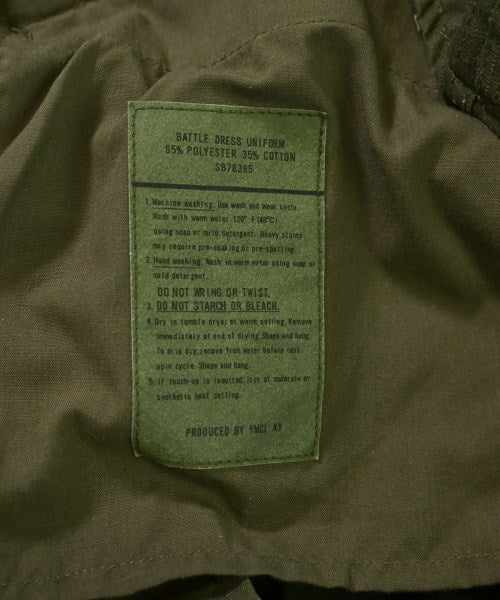 BATTLE DRESS UNIFORM
85% POLYESTER 35% COTTON
SB78395
1. Machine washing. Use wash and wear cycle.
Wash with warm water 120° F (49°C)
using soap or mild detergent. Heavy stains
may require pre-soaking or pre-spotting.
2. Hand washing. Wash in warm water using soap or
mild detergent.
DO NOT WRING OR TWIST.
3. DO NOT STARCH OR BLEACH.
4. Dry in tumble dryer at warm setting. Remove
immediately at end of drying. Shape and hang.
To drip dry, remove from water before last
spin cycle. Shape and hang.
5. If touch-up is required, iron at moderate or
synthetic heat setting.
PRODUCED BY YMCL KY